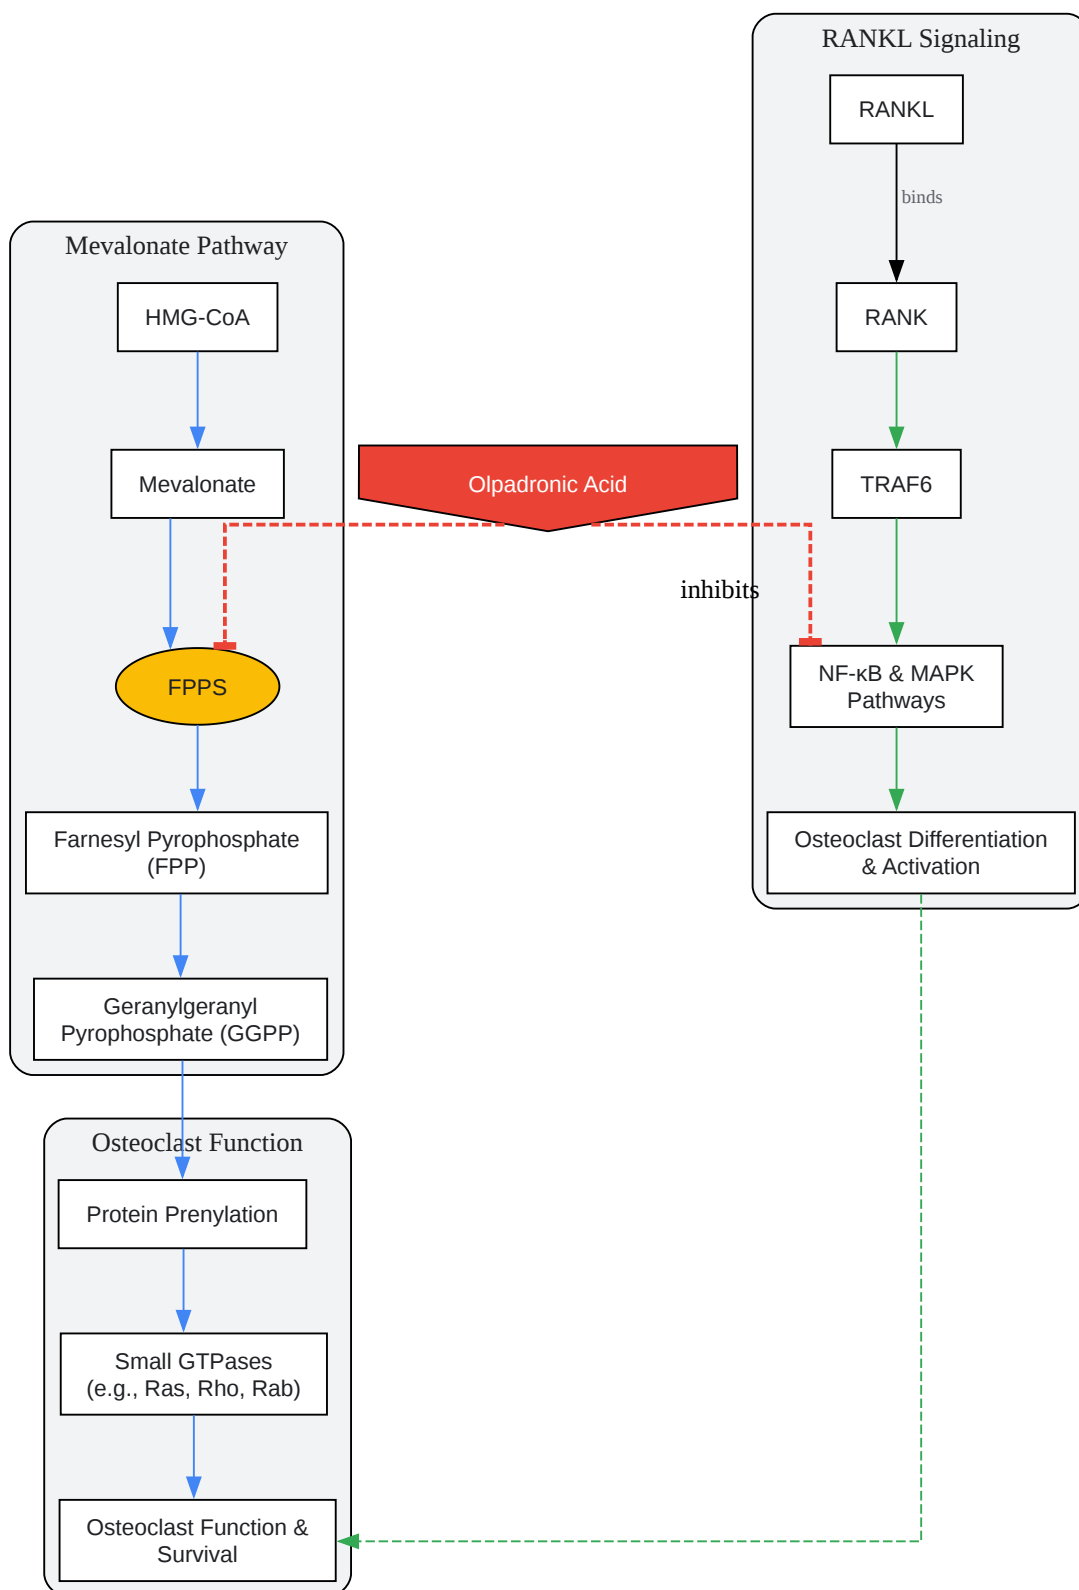 RANKL Signaling
RANKL
binds
RANK
TRAF6
NF-κB & MAPK
Pathways
Osteoclast Differentiation
& Activation
Mevalonate Pathway
HMG-CoA
Mevalonate
Olpadronic Acid
inhibits
FPPS
Farnesyl Pyrophosphate
(FPP)
Geranylgeranyl
Pyrophosphate (GGPP)
Osteoclast Function
Protein Prenylation
Small GTPases
(e.g., Ras, Rho, Rab)
Osteoclast Function &
Survival